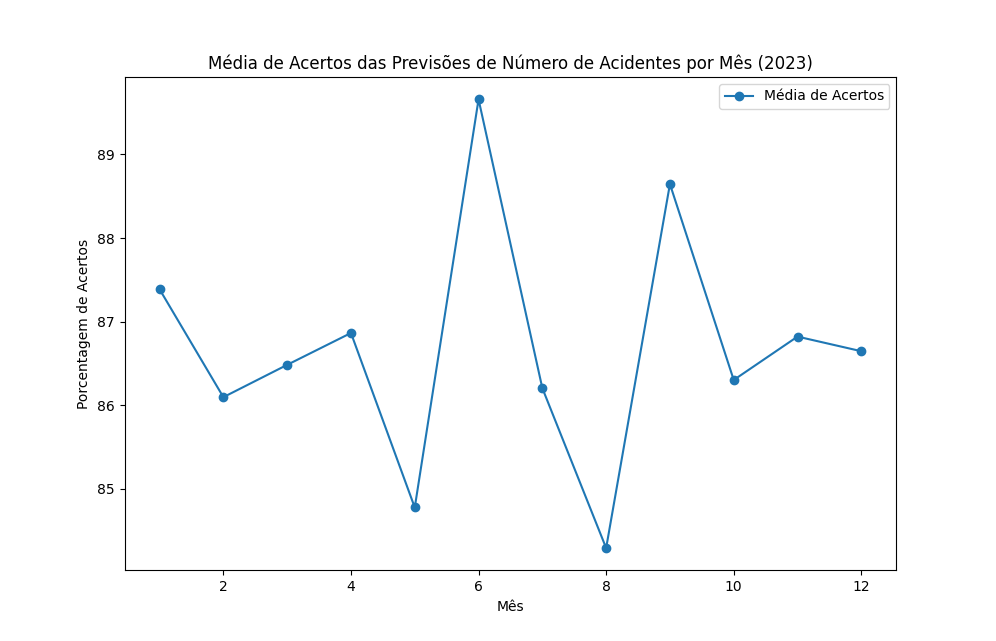 Média de Acertos das Previsões de Número de Acidentes por Mês (2023)
Média de Acertos
89
88
87
86
85
Porcentagem de Acertos
2 4 6 8 10 12
Mês